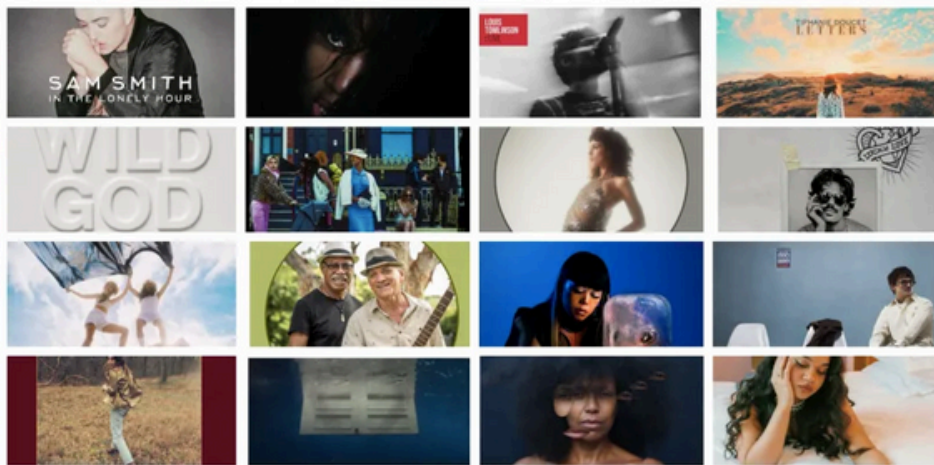 SAM SMITH
IN THE LONELY HOUR
LOUIS
TOMLINSON
TIPHANIE DOUCET
LETTERS
WILD
GOD